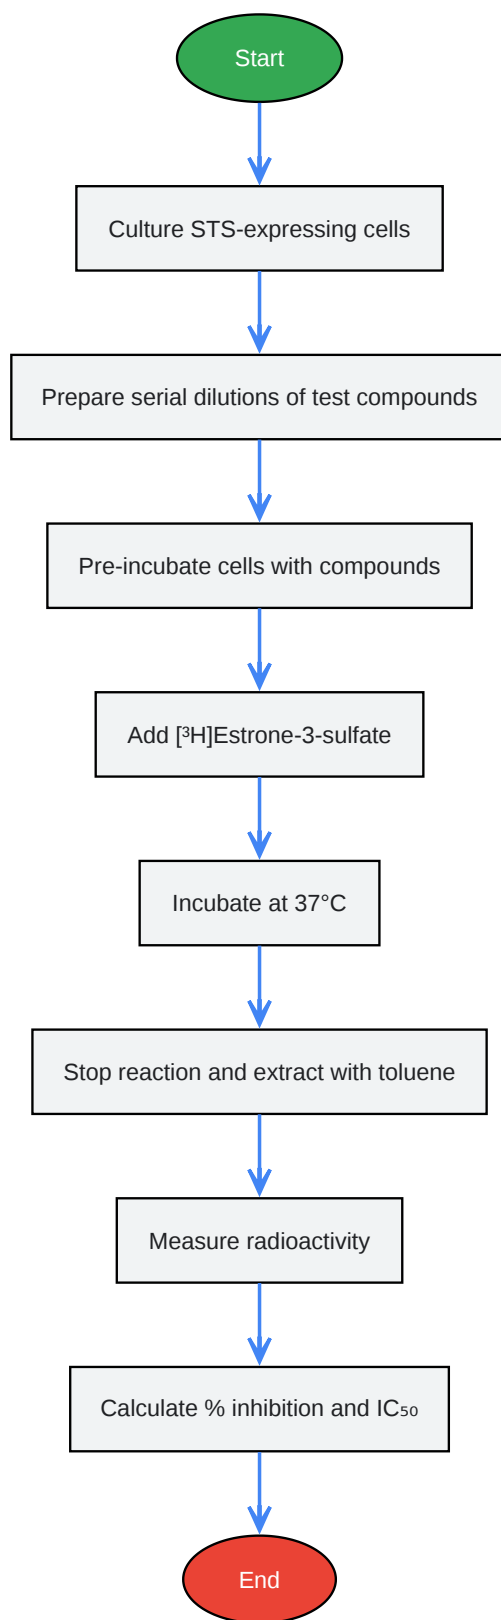 Start
Culture STS-expressing cells
Prepare serial dilutions of test compounds
Pre-incubate cells with compounds
Add [³H]Estrone-3-sulfate
Incubate at 37°C
Stop reaction and extract with toluene
Measure radioactivity
Calculate % inhibition and IC₅₀
End